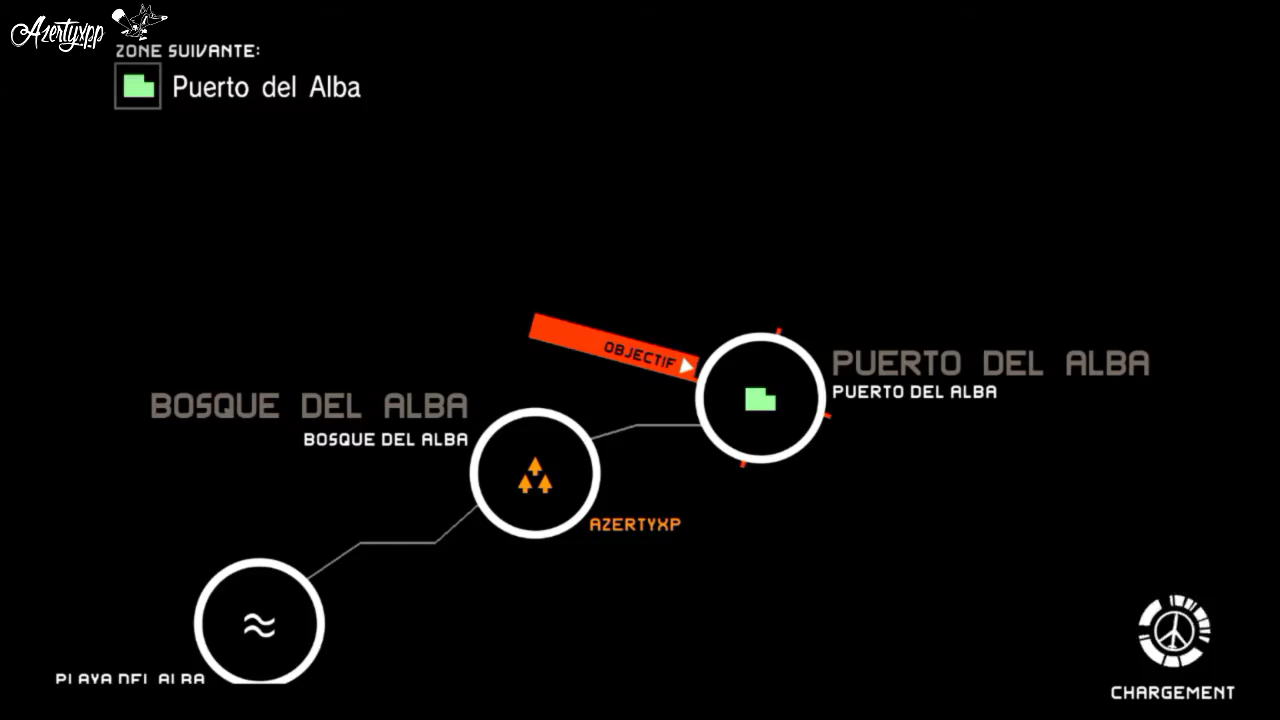 Azertyxpp
ZONE SUIVANTE:
Puerto del Alba
OBJECTIF
PUERTO DEL ALBA
PUERTO DEL ALBA
BOSQUE DEL ALBA
BOSQUE DEL ALBA
AZERTYXP
PLAYA DEL ALBA
CHARGEMENT